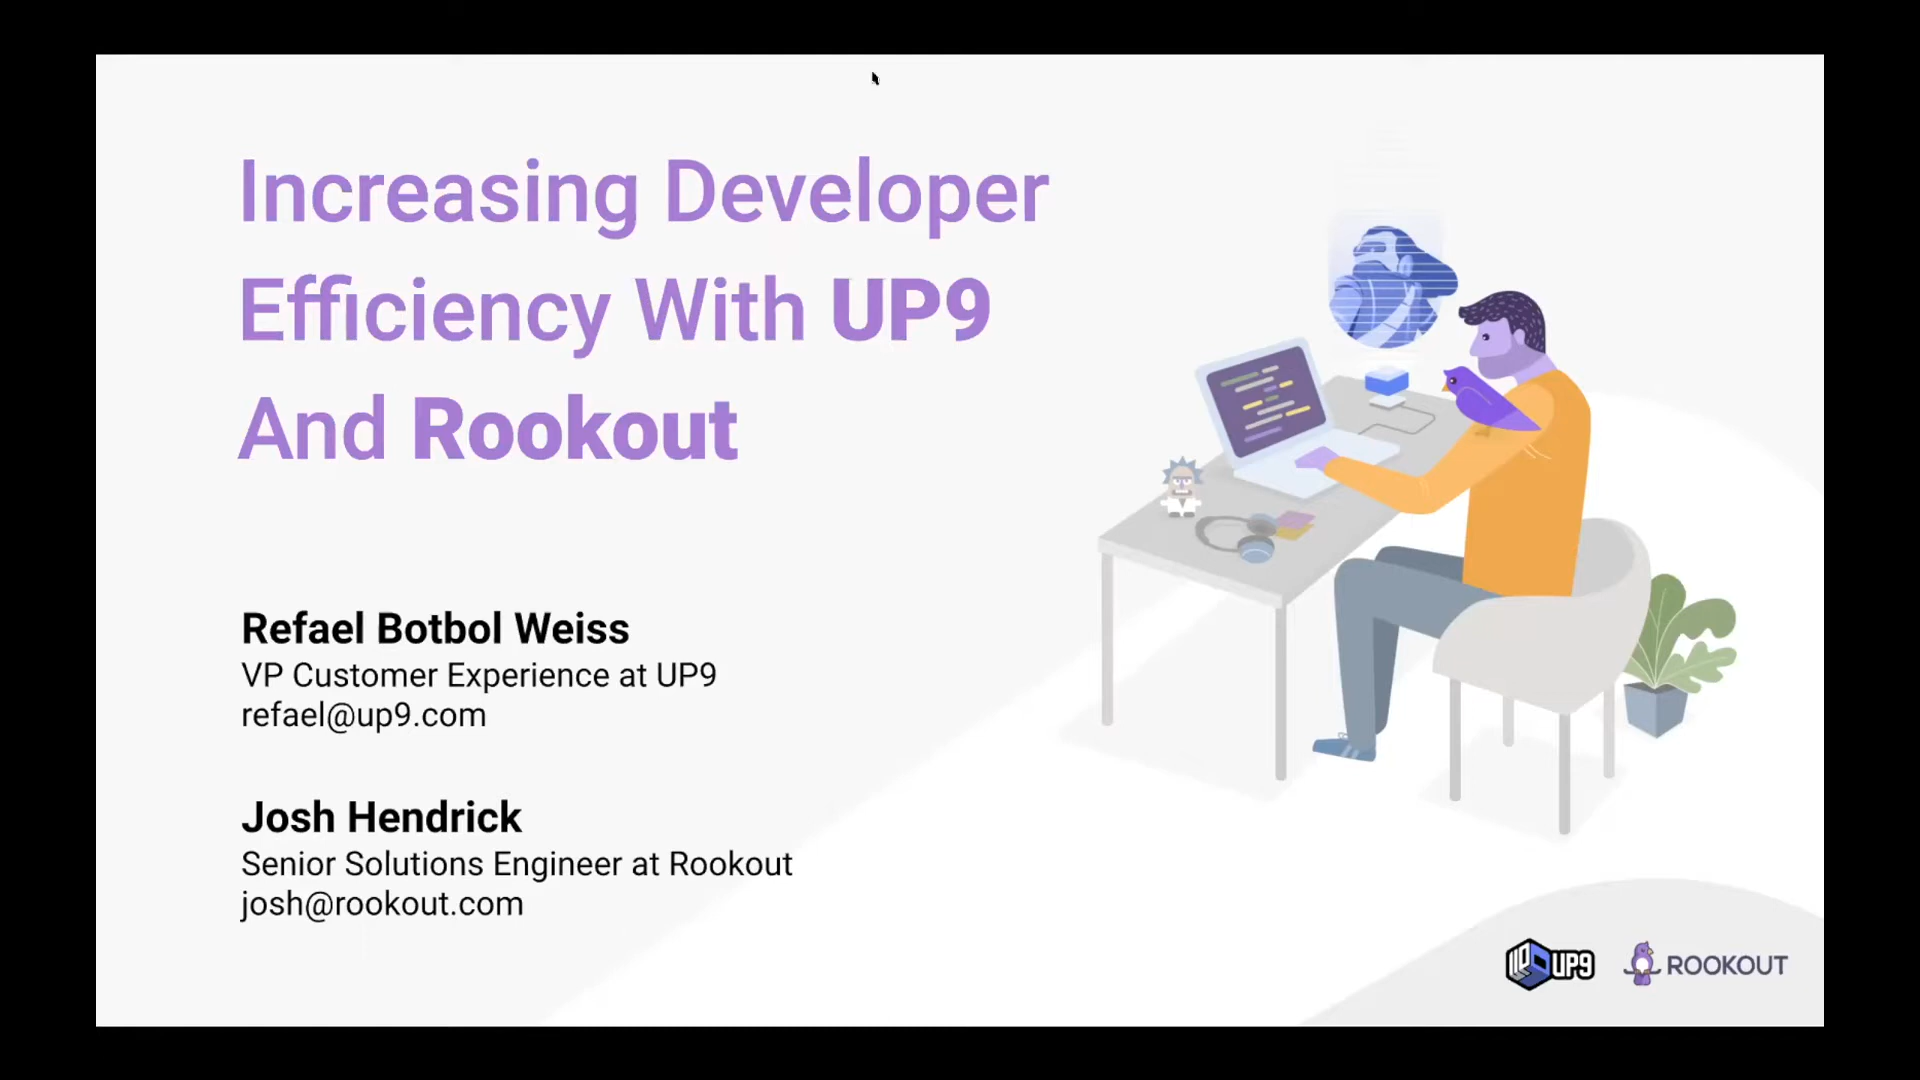 Increasing Developer
Efficiency With UP9
And Rookout
Refael Botbol Weiss
VP Customer Experience at UP9
refael@up9.com
Josh Hendrick
Senior Solutions Engineer at Rookout
josh@rookout.com
UP9
ROOKOUT